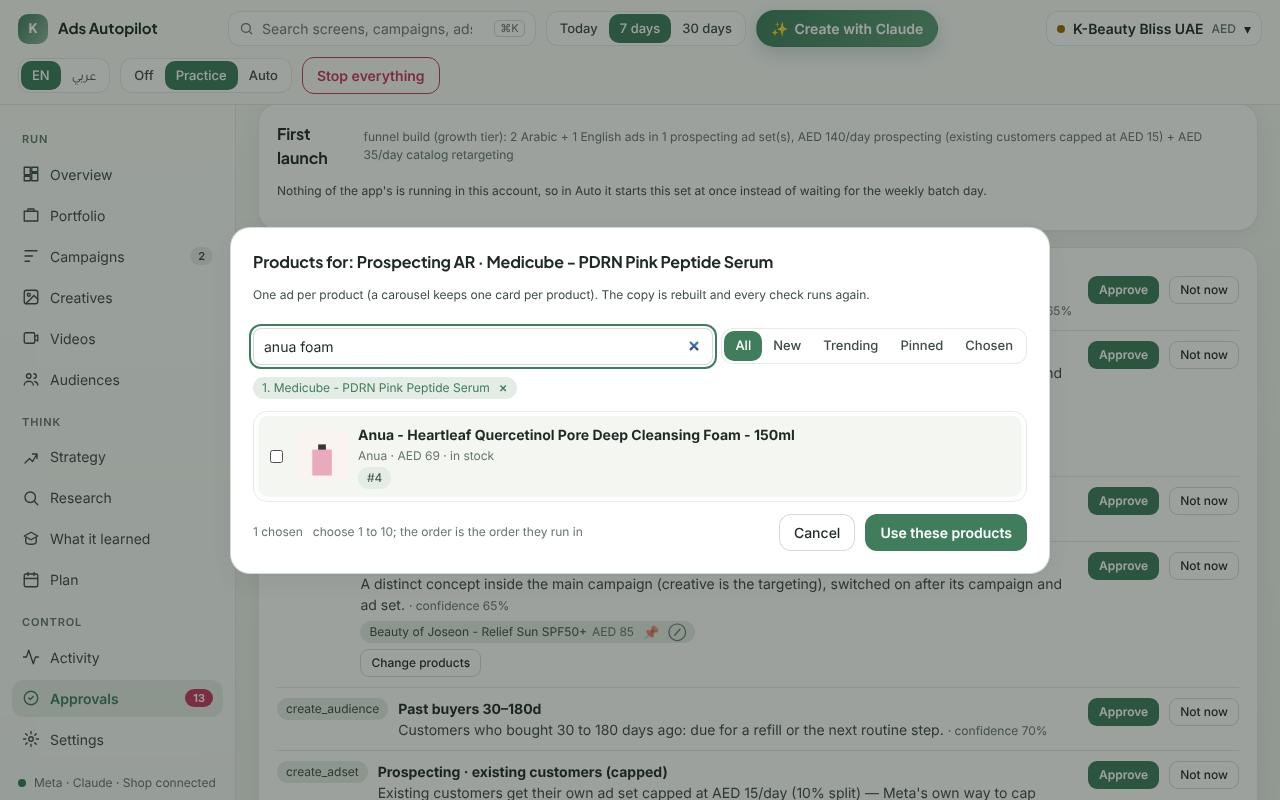 K
Ads Autopilot
Search screens, campaigns, ads
⌘K
Today
7 days
30 days
✨ Create with Claude
K-Beauty Bliss UAE AED ▾
EN
عربي
Off
Practice
Auto
Stop everything
RUN
Overview
Portfolio
Campaigns
2
Creatives
Videos
Audiences
THINK
Strategy
Research
What it learned
Plan
CONTROL
Activity
Approvals
13
Settings
Meta · Claude · Shop connected
First launch
funnel build (growth tier): 2 Arabic + 1 English ads in 1 prospecting ad set(s), AED 140/day prospecting (existing customers capped at AED 15) + AED
35/day catalog retargeting
Nothing of the app's is running in this account, so in Auto it starts this set at once instead of waiting for the weekly batch day.
Approve
Not now
Approve
Not now
Products for: Prospecting AR · Medicube - PDRN Pink Peptide Serum
One ad per product (a carousel keeps one card per product). The copy is rebuilt and every check runs again.
anua foam
×
All
New
Trending
Pinned
Chosen
1. Medicube - PDRN Pink Peptide Serum ×
Anua - Heartleaf Quercetinol Pore Deep Cleansing Foam - 150ml
Anua · AED 69 · in stock
#4
1 chosen choose 1 to 10; the order is the order they run in
Cancel
Use these products
Approve
Not now
A distinct concept inside the main campaign (creative is the targeting), switched on after its campaign and
ad set. · confidence 65%
Approve
Not now
Beauty of Joseon - Relief Sun SPF50+ AED 85
Change products
create_audience
Past buyers 30–180d
Customers who bought 30 to 180 days ago: due for a refill or the next routine step. · confidence 70%
Approve
Not now
create_adset
Prospecting · existing customers (capped)
Existing customers get their own ad set capped at AED 15/day (10% split) — Meta's own way to cap
Approve
Not now